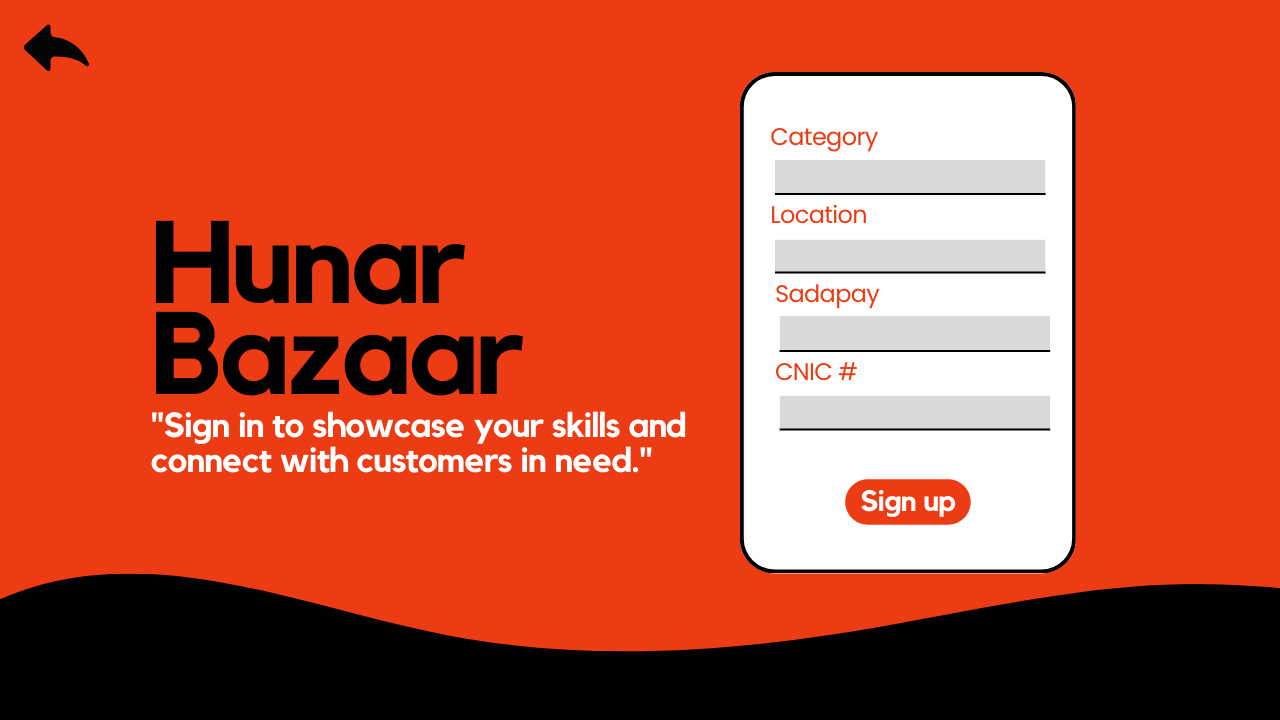 Hunar
Bazaar
"Sign in to showcase your skills and
connect with customers in need."
Category
Location
Sadapay
CNIC #
Sign up